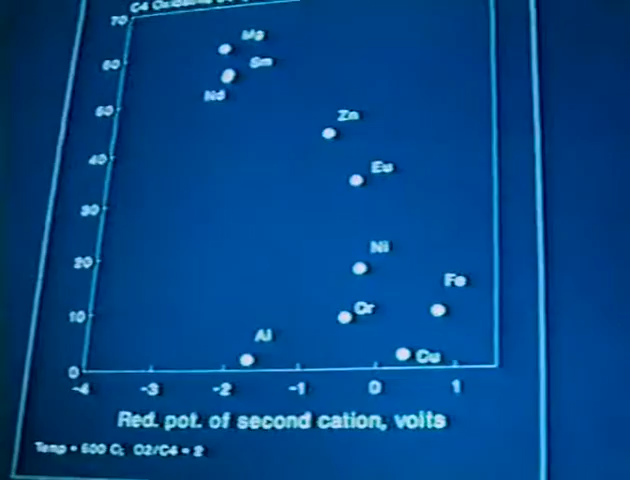 C4
70
Mg
60
Sm
Nd
50
Zn
40
Eu
30
Ni
20
Fe
10
Cr
Al
Cu
0
-4 -3 -2 -1 0 1
Red. pot. of second cation, volts
Temp = 600 C; O2/C4 = 2